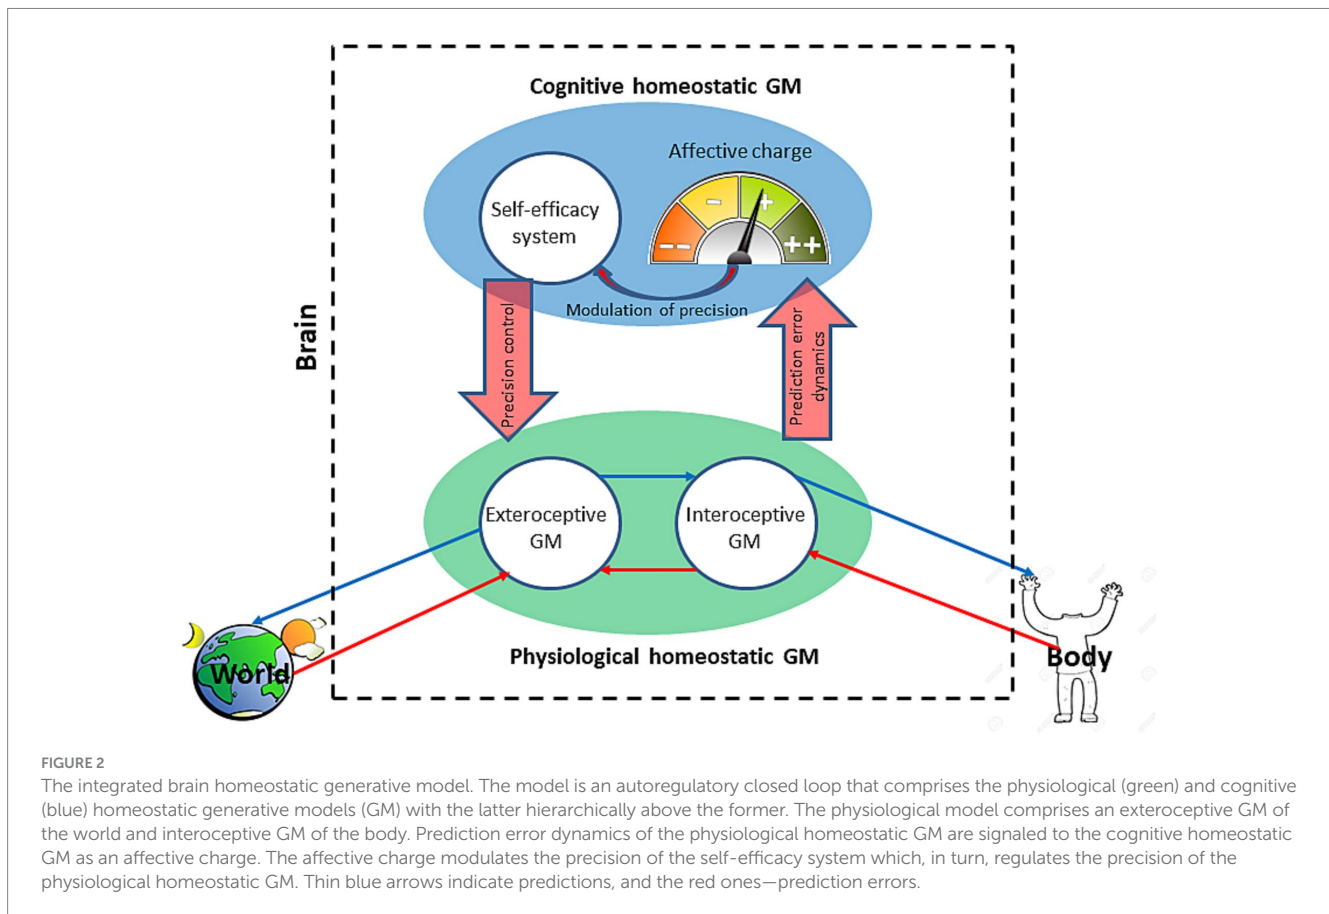 Cognitive homeostatic GM
Affective charge
Self-efficacy
system
--
-
+
++
Modulation of precision
Brain
Precision control
Prediction error
dynamics
Exteroceptive
GM
Interoceptive
GM
World
Physiological homeostatic GM
Body
FIGURE 2
The integrated brain homeostatic generative model. The model is an autoregulatory closed loop that comprises the physiological (green) and cognitive
(blue) homeostatic generative models (GM) with the latter hierarchically above the former. The physiological model comprises an exteroceptive GM of
the world and interoceptive GM of the body. Prediction error dynamics of the physiological homeostatic GM are signaled to the cognitive homeostatic
GM as an affective charge. The affective charge modulates the precision of the self-efficacy system which, in turn, regulates the precision of the
physiological homeostatic GM. Thin blue arrows indicate predictions, and the red ones—prediction errors.